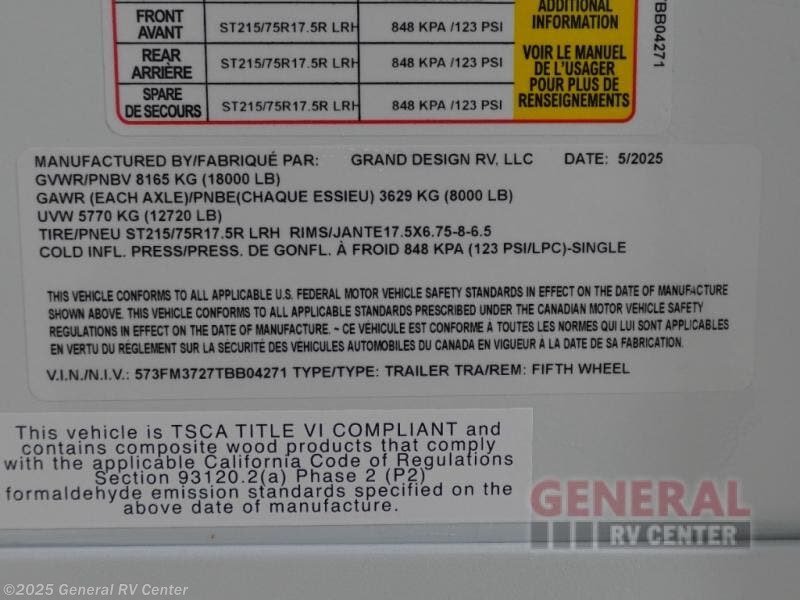 ADDITIONAL
FRONT
AVANT ST215/75R17.5R LRH 848 KPA /123 PSI
INFORMATION
REAR
ARRIÈRE ST215/75R17.5R LRH 848 KPA /123 PSI
VOIR LE MANUEL
DE L'USAGER
POUR PLUS DE
RENSEIGNEMENTS
SPARE
DE SECOURS ST215/75R17.5R LRH 848 KPA /123 PSI
TBB04271
MANUFACTURED BY/FABRIQUÉ PAR: GRAND DESIGN RV, LLC DATE: 5/2025
GVWR/PNBV 8165 KG (18000 LB)
GAWR (EACH AXLE)/PNBE(CHAQUE ESSIEU) 3629 KG (8000 LB)
UVW 5770 KG (12720 LB)
TIRE/PNEU ST215/75R17.5R LRH RIMS/JANTE17.5X6.75-8-6.5
COLD INFL. PRESS/PRESS. DE GONFL. À FROID 848 KPA (123 PSI/LPC)-SINGLE
THIS VEHICLE CONFORMS TO ALL APPLICABLE U.S. FEDERAL MOTOR VEHICLE SAFETY STANDARDS IN EFFECT ON THE DATE OF MANUFACTURE
SHOWN ABOVE. THIS VEHICLE CONFORMS TO ALL APPLICABLE STANDARDS PRESCRIBED UNDER THE CANADIAN MOTOR VEHICLE SAFETY
REGULATIONS IN EFFECT ON THE DATE OF MANUFACTURE. ~ CE VÉHICULE EST CONFORME À TOUTES LES NORMES QUI LUI SONT APPLICABLES
EN VERTU DU RÉGLEMENT SUR LA SÉCURITÉ DES VÉHICULES AUTOMOBILES DU CANADA EN VIGUEUR À LA DATE DE SA FABRICATION.
V.I.N./N.I.V.: 573FM3727TBB04271 TYPE/TYPE: TRAILER TRA/REM: FIFTH WHEEL
This vehicle is TSCA TITLE VI COMPLIANT and
contains composite wood products that comply
with the applicable California Code of Regulations
Section 93120.2(a) Phase 2 (P2)
formaldehyde emission standards specified on the
above date of manufacture.
GENERAL
RV CENTER
©2025 General RV Center